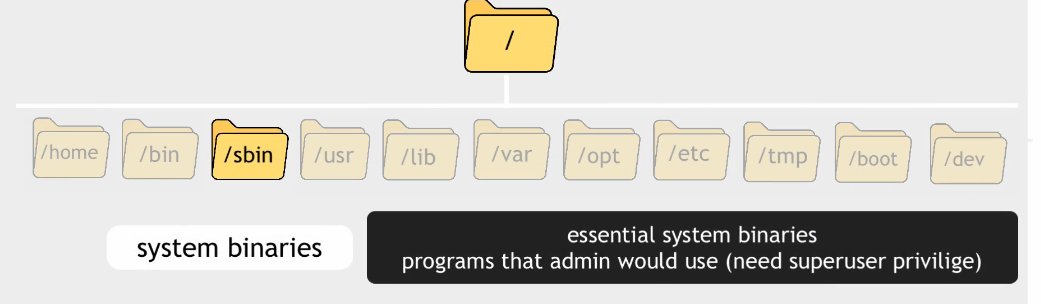 /
/home /bin /sbin /usr /lib /var /opt /etc /tmp /boot /dev
system binaries
essential system binaries
programs that admin would use (need superuser privilige)